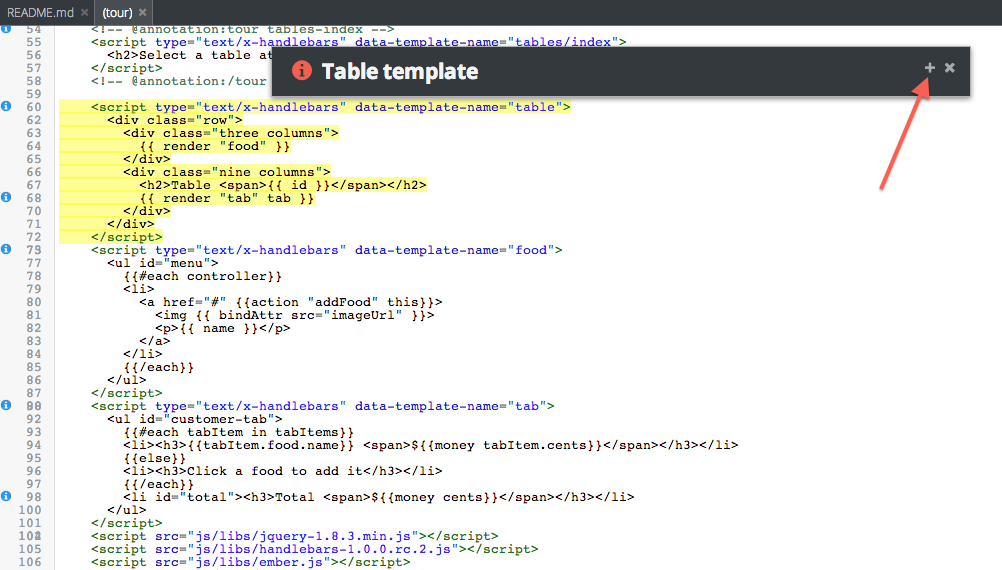 README.md × (tour) ×
54 <!-- @annotation:tour tables-index -->
55 <script type="text/x-handlebars" data-template-name="tables/index">
56 <h2>Select a table at
57 </script>
58 <!-- @annotation:/tour
Table template + ×
59
60 <script type="text/x-handlebars" data-template-name="table">
62 <div class="row">
63 <div class="three columns">
64 {{ render "food" }}
65 </div>
66 <div class="nine columns">
67 <h2>Table <span>{{ id }}</span></h2>
68 {{ render "tab" tab }}
70 </div>
71 </div>
72 </script>
<script type="text/x-handlebars" data-template-name="food">
77 <ul id="menu">
78 {{#each controller}}
79 <li>
80 <a href="#" {{action "addFood" this}}>
81 <img {{ bindAttr src="imageUrl" }}>
82 <p>{{ name }}</p>
83 </a>
84 </li>
85 {{/each}}
86 </ul>
87 </script>
<script type="text/x-handlebars" data-template-name="tab">
92 <ul id="customer-tab">
93 {{#each tabItem in tabItems}}
94 <li><h3>{{tabItem.food.name}} <span>${{money tabItem.cents}}</span></h3></li>
95 {{else}}
96 <li><h3>Click a food to add it</h3></li>
97 {{/each}}
98 <li id="total"><h3>Total <span>${{money cents}}</span></h3></li>
100 </ul>
101 </script>
<script src="js/libs/jquery-1.8.3.min.js"></script>
105 <script src="js/libs/handlebars-1.0.0.rc.2.js"></script>
106 <script src="js/libs/ember.js"></script>